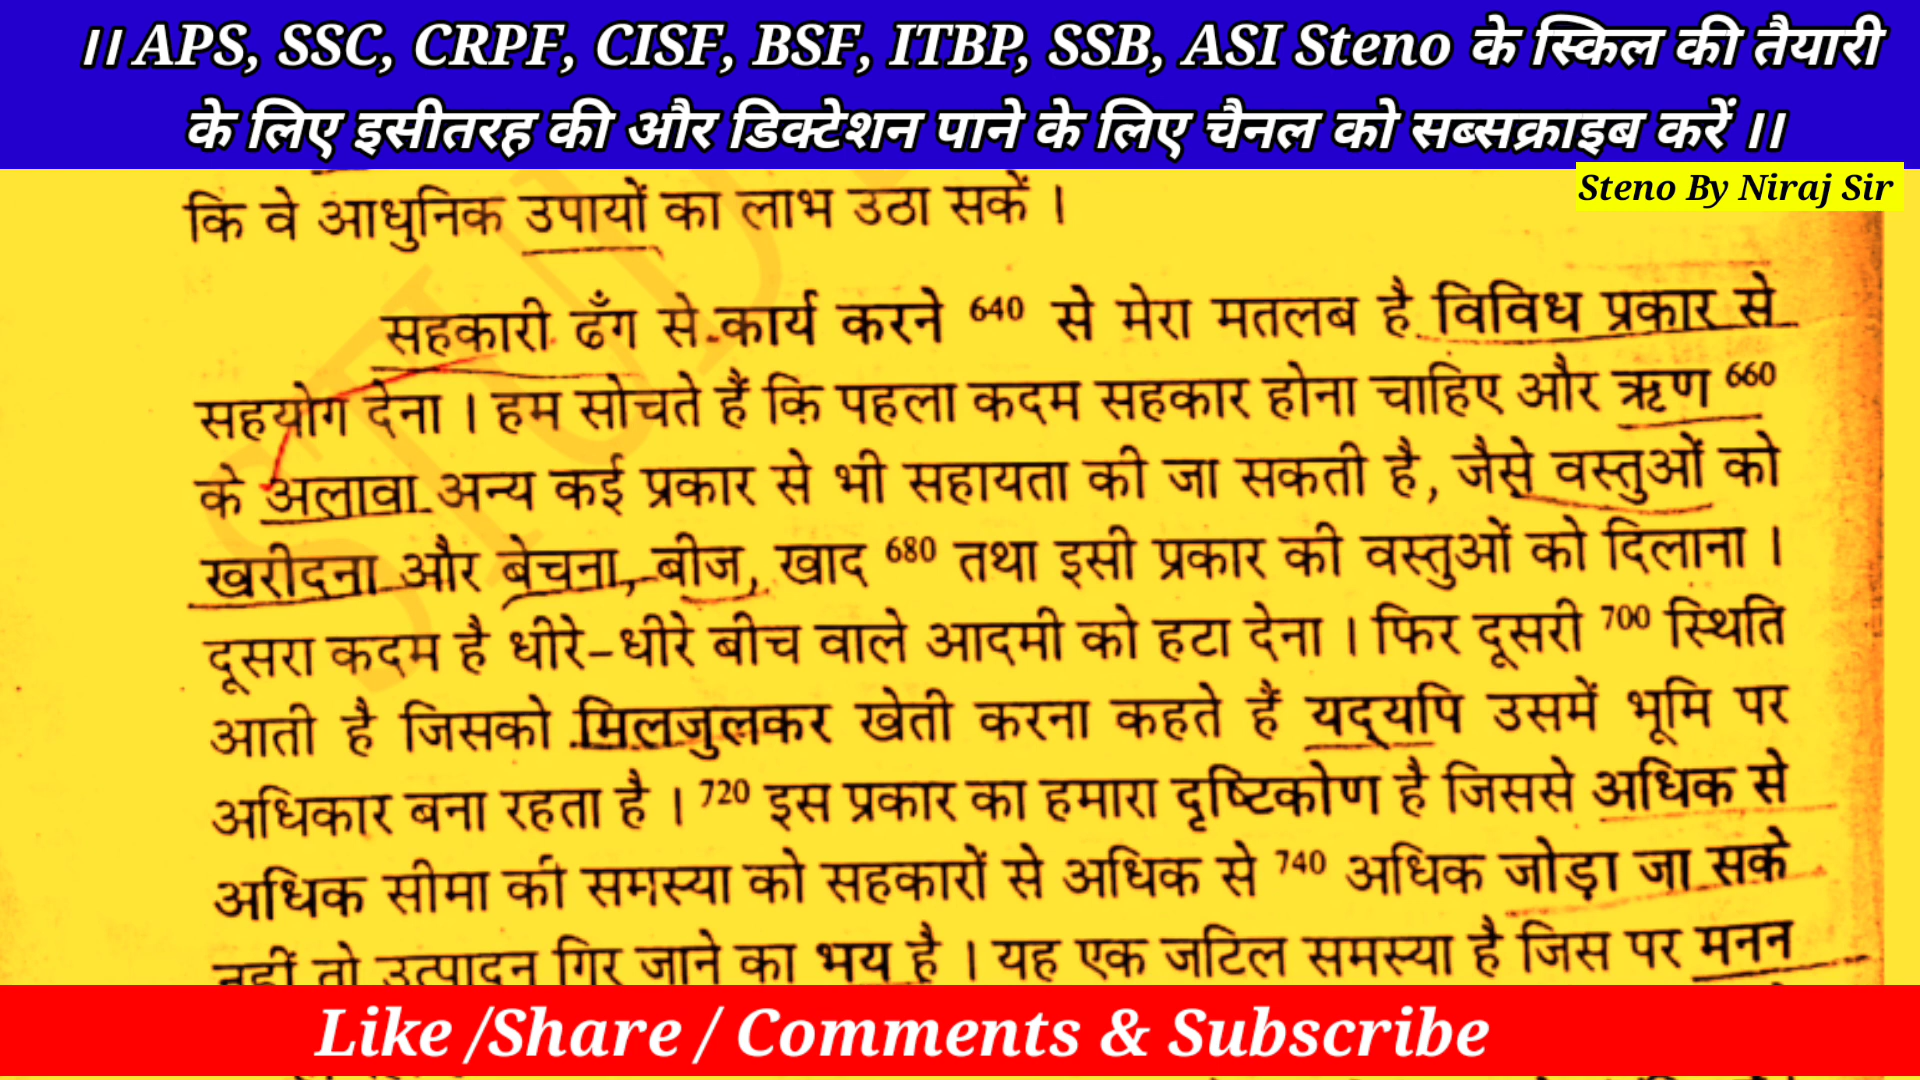 ।। APS, SSC, CRPF, CISF, BSF, ITBP, SSB, ASI Steno के स्किल की तैयारी
के लिए इसीतरह की और डिक्टेशन पाने के लिए चैनल को सब्सक्राइब करें ।।
Steno By Niraj Sir
कि वे आधुनिक उपायों का लाभ उठा सकें ।
सहकारी ढँग से कार्य करने 640 से मेरा मतलब है विविध प्रकार से
सहयोग देना । हम सोचते हैं कि पहला कदम सहकार होना चाहिए और ऋण 660
के अलावा अन्य कई प्रकार से भी सहायता की जा सकती है, जैसे वस्तुओं को
खरीदना और बेचना, बीज, खाद 680 तथा इसी प्रकार की वस्तुओं को दिलाना ।
दूसरा कदम है धीरे-धीरे बीच वाले आदमी को हटा देना । फिर दूसरी 700 स्थिति
आती है जिसको मिलजुलकर खेती करना कहते हैं यद्यपि उसमें भूमि पर
अधिकार बना रहता है । 720 इस प्रकार का हमारा दृष्टिकोण है जिससे अधिक से
अधिक सीमा की समस्या को सहकारों से अधिक से 740 अधिक जोड़ा जा सके
नहीं तो उत्पादन गिर जाने का भय है । यह एक जटिल समस्या है जिस पर मनन
Like /Share / Comments & Subscribe